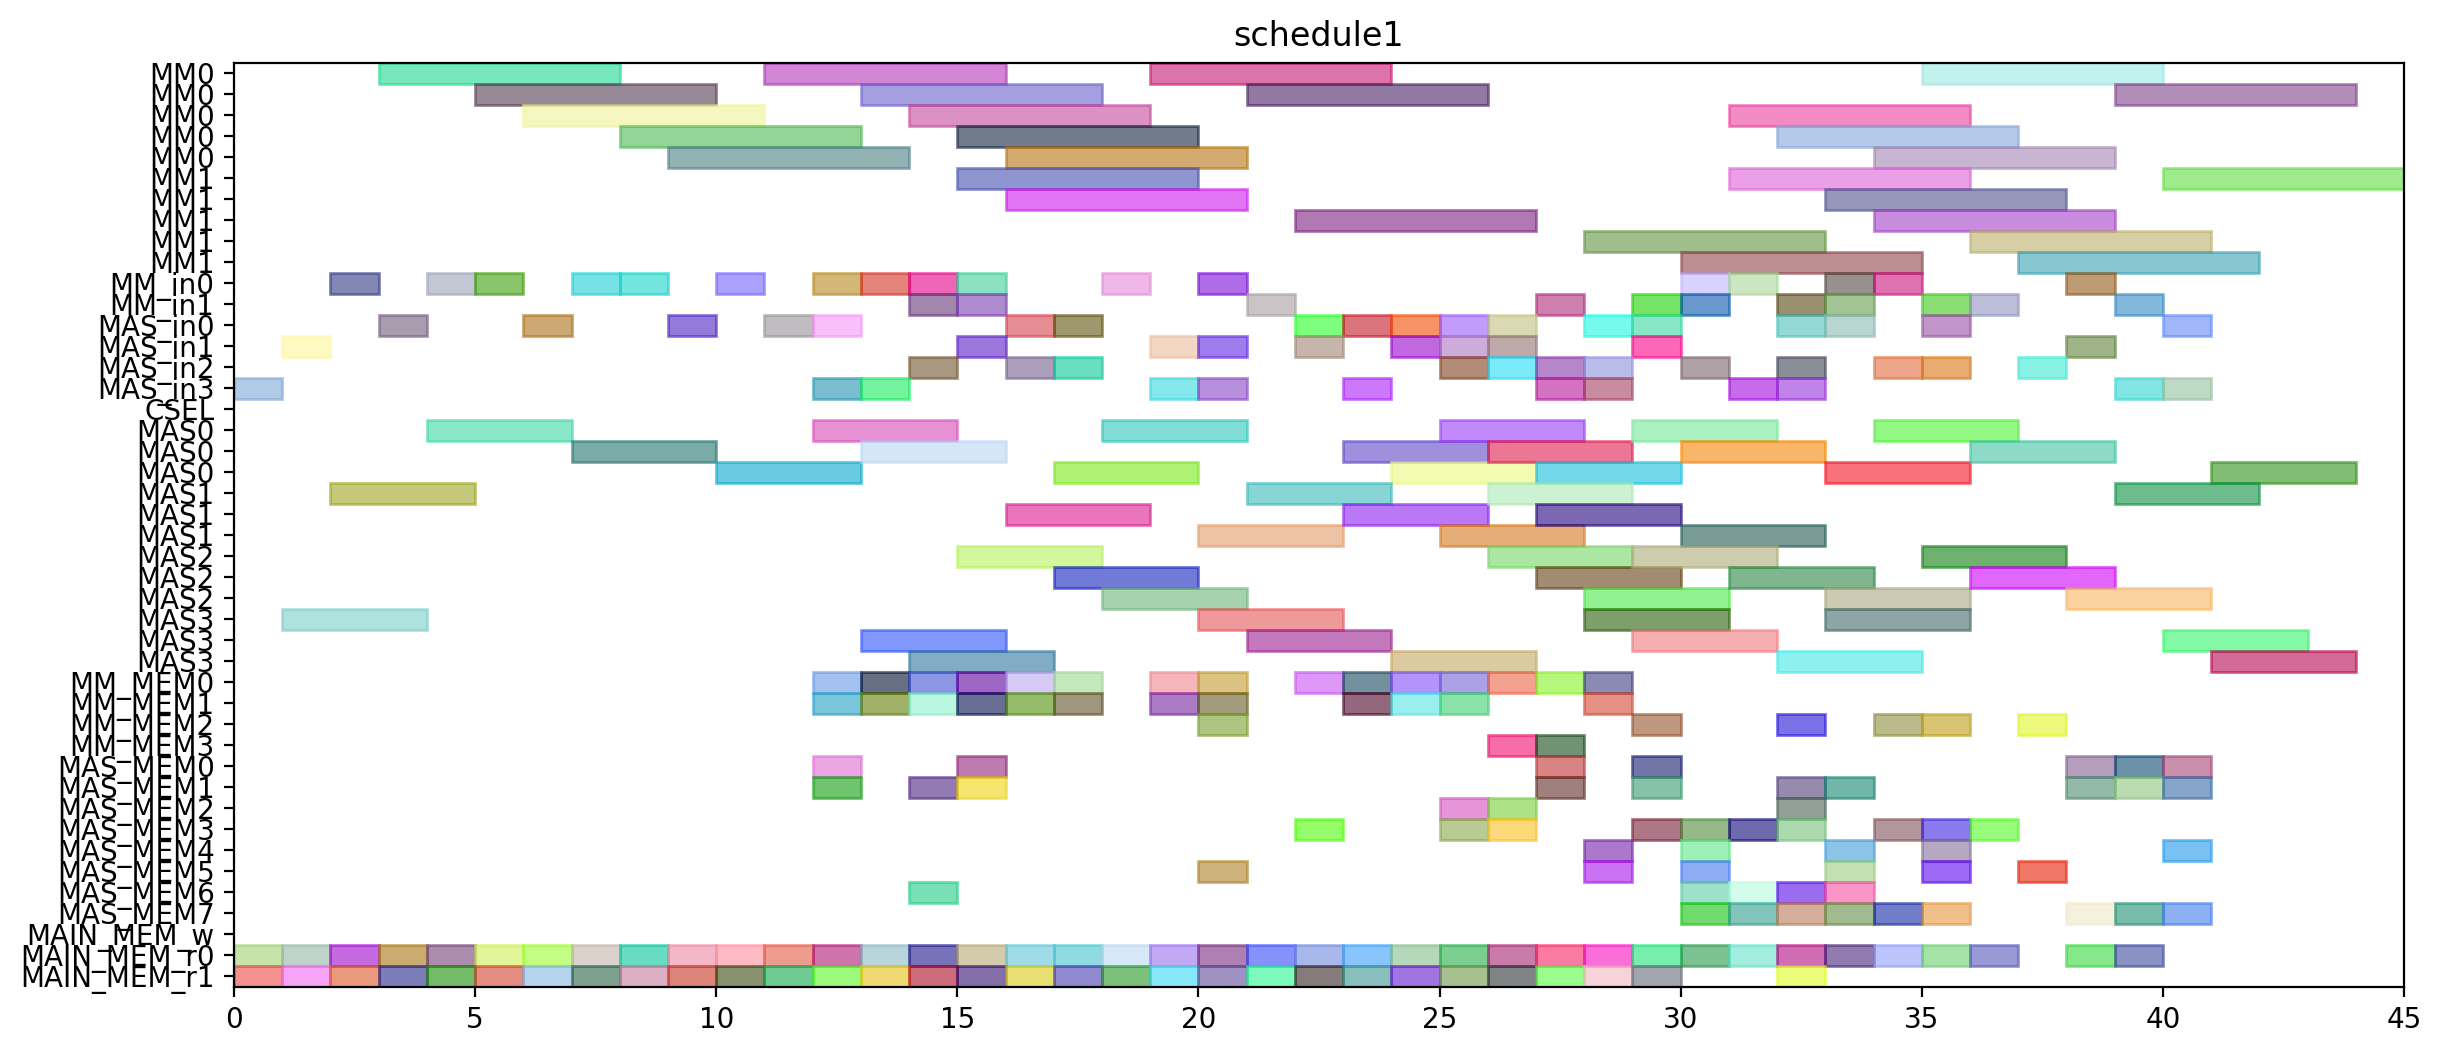 schedule1
MM0
MM0
MM0
MM0
MM0
MM1
MM1
MM1
MM1
MM1
MM_in0
MM_in1
MAS_in0
MAS_in1
MAS_in2
MAS_in3
CSEL
MAS0
MAS0
MAS0
MAS1
MAS1
MAS1
MAS2
MAS2
MAS2
MAS3
MAS3
MAS3
MM_MEM0
MM_MEM1
MM_MEM2
MM_MEM3
MAS_MEM0
MAS_MEM1
MAS_MEM2
MAS_MEM3
MAS_MEM4
MAS_MEM5
MAS_MEM6
MAS_MEM7
MAIN_MEM_w
MAIN_MEM_r0
MAIN_MEM_r1
0 5 10 15 20 25 30 35 40 45